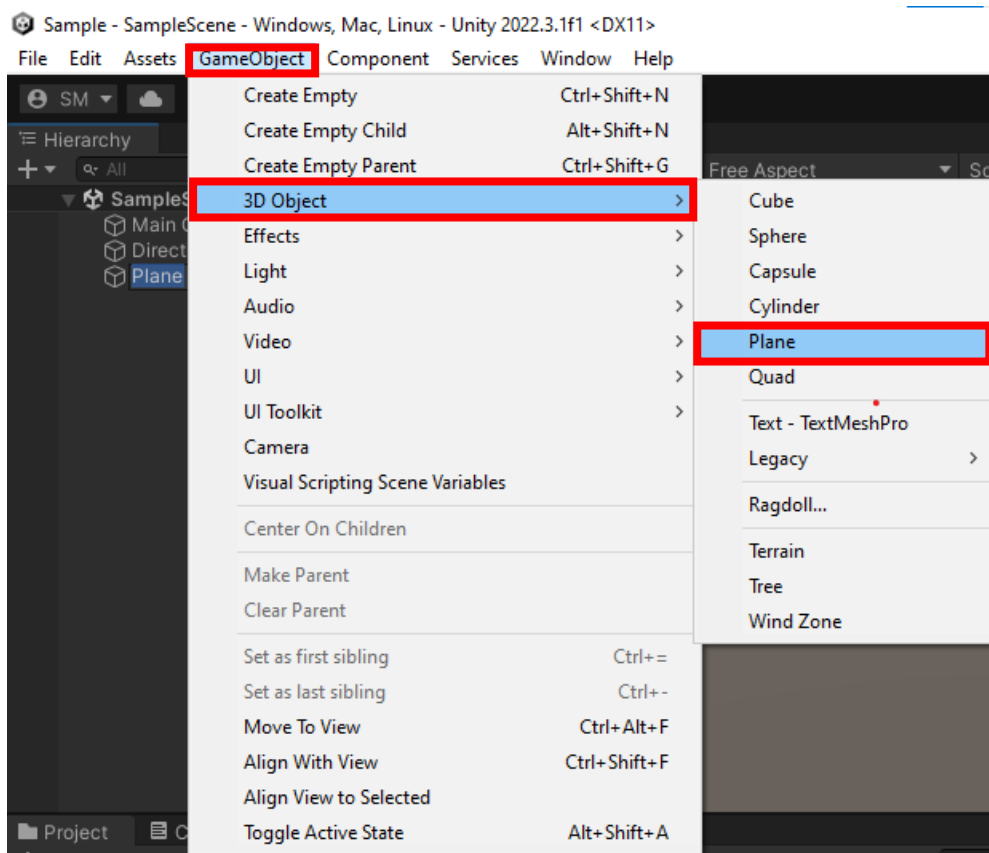 Sample - SampleScene - Windows, Mac, Linux - Unity 2022.3.1f1 <DX11>
File Edit Assets GameObject Component Services Window Help
SM
Hierarchy
All
Free Aspect
SampleS
Main
Direct
Plane
Create Empty Ctrl+Shift+N
Create Empty Child Alt+Shift+N
Create Empty Parent Ctrl+Shift+G
3D Object >
Effects >
Light >
Audio >
Video >
UI >
UI Toolkit >
Camera
Visual Scripting Scene Variables
Center On Children
Make Parent
Clear Parent
Set as first sibling Ctrl+=
Set as last sibling Ctrl+-
Move To View Ctrl+Alt+F
Align With View Ctrl+Shift+F
Align View to Selected
Toggle Active State Alt+Shift+A
Cube
Sphere
Capsule
Cylinder
Plane
Quad
Text - TextMeshPro
Legacy >
Ragdoll...
Terrain
Tree
Wind Zone
Project